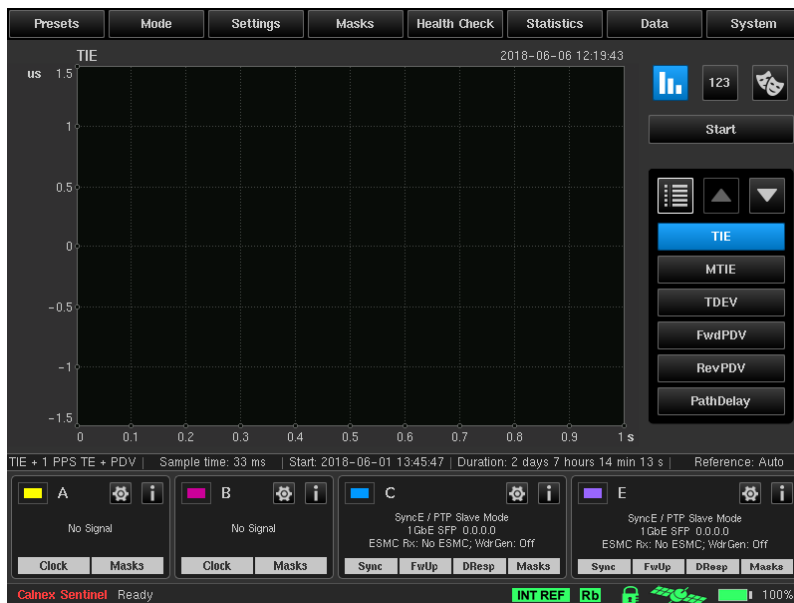 Presets Mode Settings Masks Health Check Statistics Data System
TIE 2018-06-06 12:19:43
us 1.5
1
0.5
0
-0.5
-1
-1.5
0 0.1 0.2 0.3 0.4 0.5 0.6 0.7 0.8 0.9 1 s
123
Start
TIE
MTIE
TDEV
FwdPDV
RevPDV
PathDelay
TIE + 1 PPS TE + PDV | Sample time: 33 ms | Start: 2018-06-01 13:45:47 | Duration: 2 days 7 hours 14 min 13 s | Reference: Auto
A i
No Signal
Clock Masks
B i
No Signal
Clock Masks
C i
SyncE / PTP Slave Mode
1GbE SFP 0.0.0.0
ESMC Rx: No ESMC; WdrGen: Off
Sync FwUp DResp Masks
E i
SyncE / PTP Slave Mode
1GbE SFP 0.0.0.0
ESMC Rx: No ESMC; WdrGen: Off
Sync FwUp DResp Masks
Calnex Sentinel Ready INT REF Rb 100%